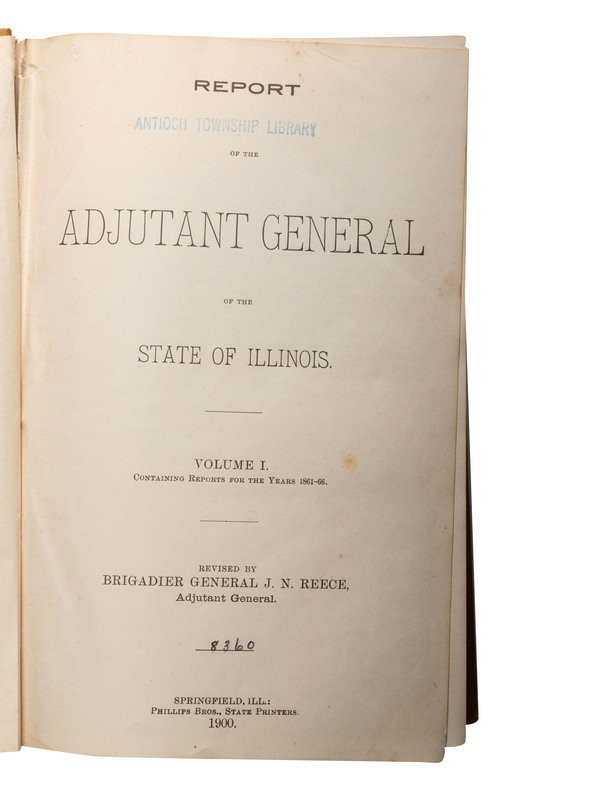 REPORT
ANTIOCH TOWNSHIP LIBRARY
OF THE
ADJUTANT GENERAL
OF THE
STATE OF ILLINOIS.
VOLUME I.
CONTAINING REPORTS FOR THE YEARS 1861-66.
REVISED BY
BRIGADIER GENERAL J. N. REECE,
Adjutant General.
8360
SPRINGFIELD, ILL.:
PHILLIPS BROS., STATE PRINTERS.
1900.